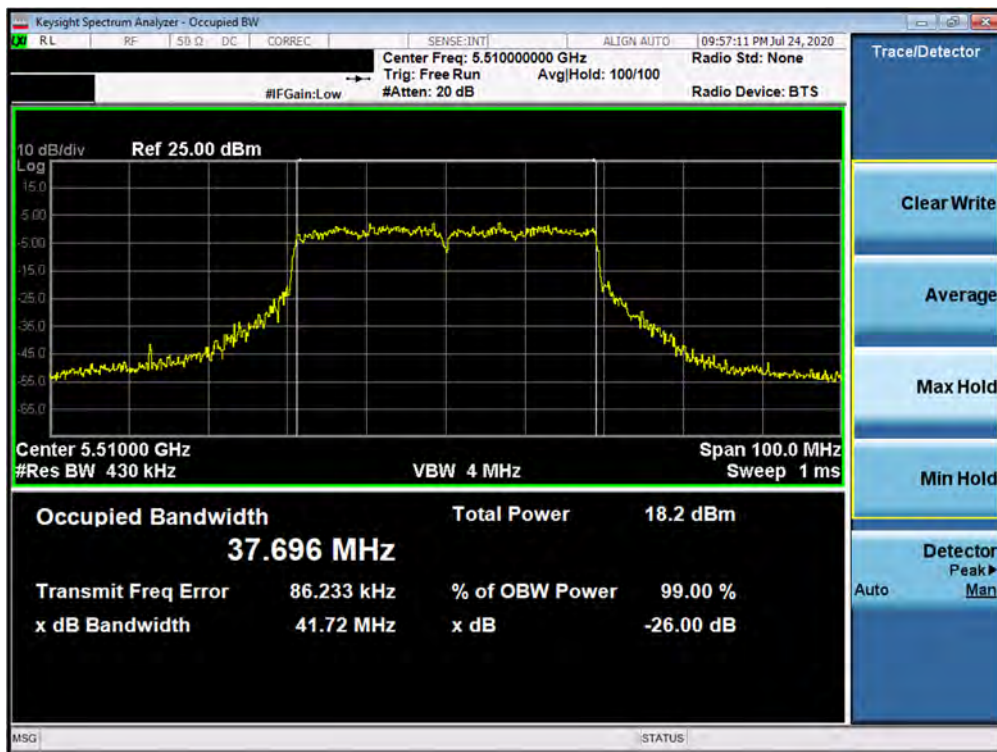 Keysight Spectrum Analyzer - Occupied BW
LXI RL RF 50 Ω DC CORREC SENSE:INT ALIGN AUTO 09:57:11 PM Jul 24, 2020
Center Freq: 5.510000000 GHz Radio Std: None
Trig: Free Run Avg|Hold: 100/100
#IFGain:Low #Atten: 20 dB Radio Device: BTS
Trace/Detector
10 dB/div Ref 25.00 dBm
Log
15.0
5.00
-5.00
-15.0
-25.0
-35.0
-45.0
-55.0
-65.0
Center 5.51000 GHz Span 100.0 MHz
#Res BW 430 kHz VBW 4 MHz Sweep 1 ms
Occupied Bandwidth Total Power 18.2 dBm
37.696 MHz
Transmit Freq Error 86.233 kHz % of OBW Power 99.00 %
x dB Bandwidth 41.72 MHz x dB -26.00 dB
Clear Write
Average
Max Hold
Min Hold
Detector
Peak▶
Auto Man
MSG STATUS